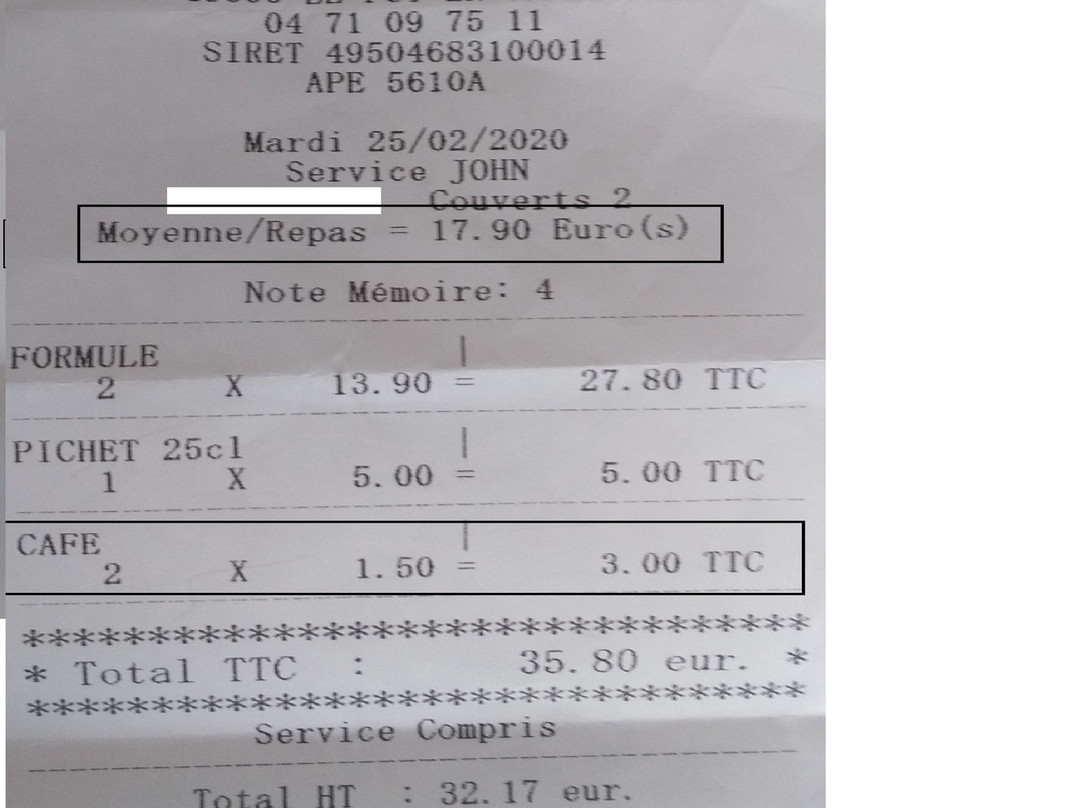 04 71 09 75 11
SIRET 49504683100014
APE 5610A
Mardi 25/02/2020
Service JOHN
Couverts 2
Moyenne/Repas = 17.90 Euro(s)
Note Mémoire: 4
FORMULE |
2 X 13.90 = 27.80 TTC
PICHET 25cl |
1 X 5.00 = 5.00 TTC
CAFE |
2 X 1.50 = 3.00 TTC
*******************************
* Total TTC : 35.80 eur. *
*******************************
Service Compris
Total HT : 32.17 eur.